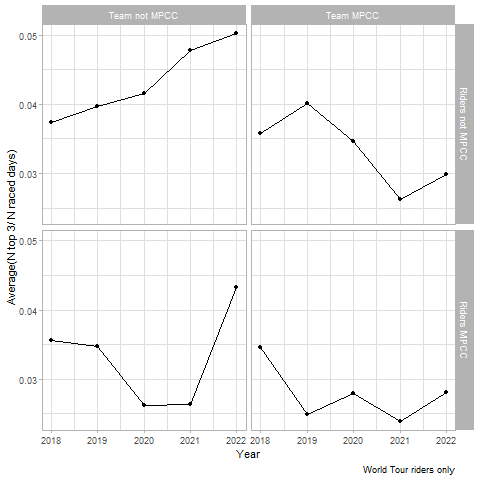 Team not MPCC
Team MPCC
Average(N top 3/ N raced days)
0.05
0.04
0.03
Riders not MPCC
0.05
0.04
0.03
Riders MPCC
2018 2019 2020 2021 2022 2018 2019 2020 2021 2022
Year
World Tour riders only